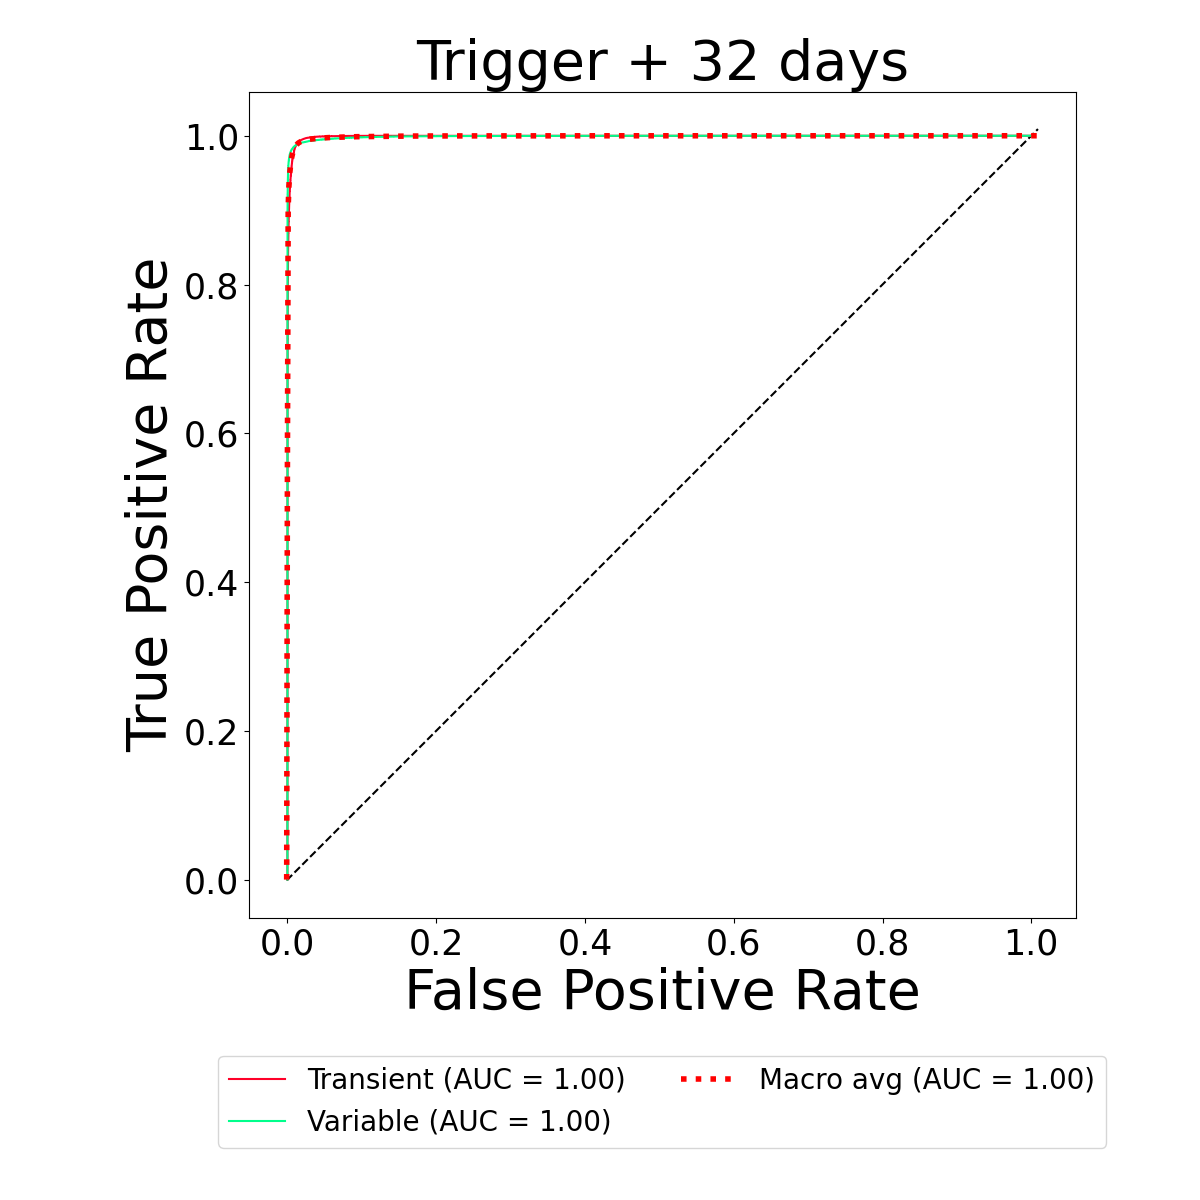 Trigger + 32 days
True Positive Rate
1.0
0.8
0.6
0.4
0.2
0.0
0.0 0.2 0.4 0.6 0.8 1.0
False Positive Rate
Transient (AUC = 1.00)
Variable (AUC = 1.00)
Macro avg (AUC = 1.00)